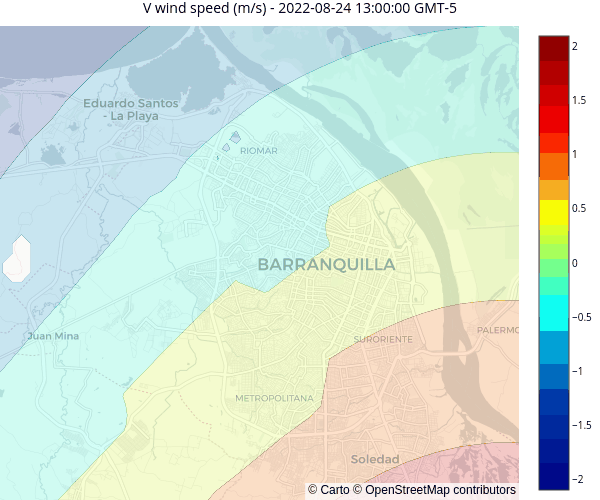 V wind speed (m/s) - 2022-08-24 13:00:00 GMT-5
2
1.5
1
0.5
0
−0.5
−1
−1.5
−2
Eduardo Santos
- La Playa
RIOMAR
BARRANQUILLA
Juan Mina
SURORIENTE
PALERMO
METROPOLITANA
Soledad
© Carto © OpenStreetMap contributors